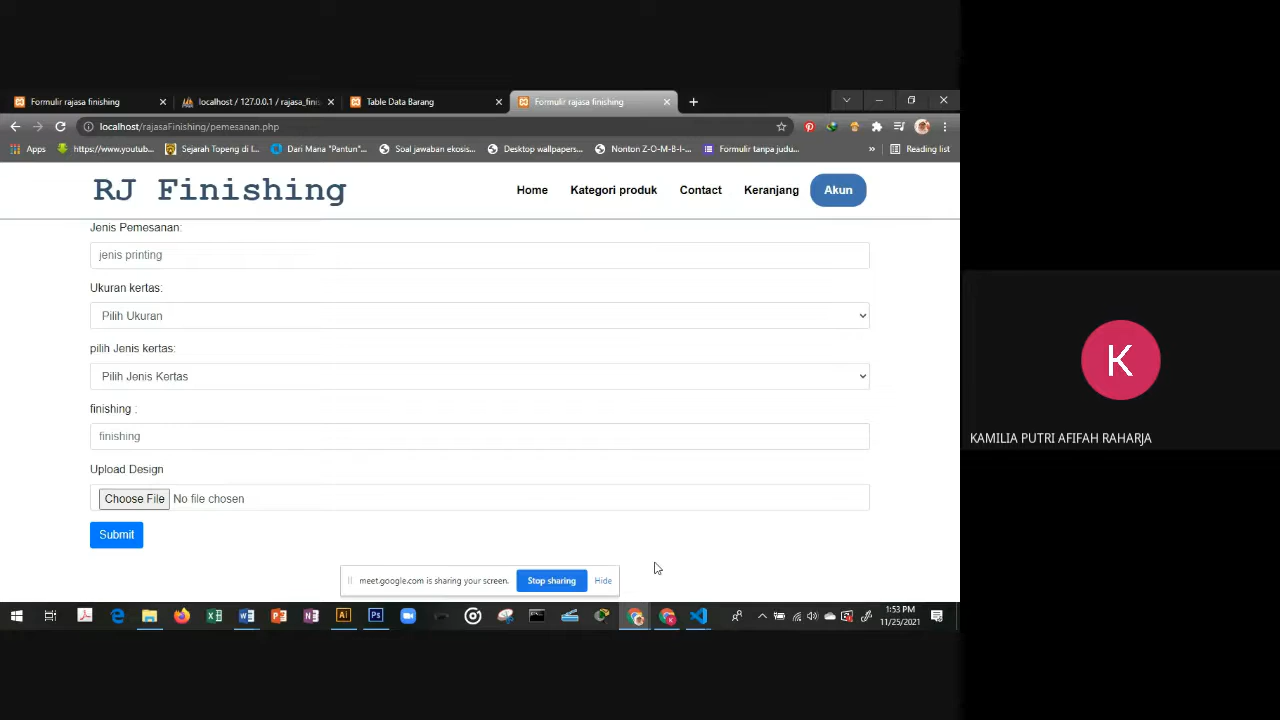 Formulir rajasa finishing
localhost / 127.0.0.1 / rajasa_finis
Table Data Barang
Formulir rajasa finishing
localhost/rajasaFinishing/pemesanan.php
Apps
https://www.youtub...
Sejarah Topeng di I...
Dari Mana "Pantun"...
Soal jawaban ekosis...
Desktop wallpapers...
Nonton Z-O-M-B-I-...
Formulir tanpa judu...
»
Reading list
RJ Finishing
Home
Kategori produk
Contact
Keranjang
Akun
Jenis Pemesanan:
jenis printing
Ukuran kertas:
Pilih Ukuran
pilih Jenis kertas:
Pilih Jenis Kertas
finishing :
finishing
Upload Design
Choose File No file chosen
Submit
meet.google.com is sharing your screen.
Stop sharing
Hide
K
KAMILIA PUTRI AFIFAH RAHARJA
1:53 PM
11/25/2021